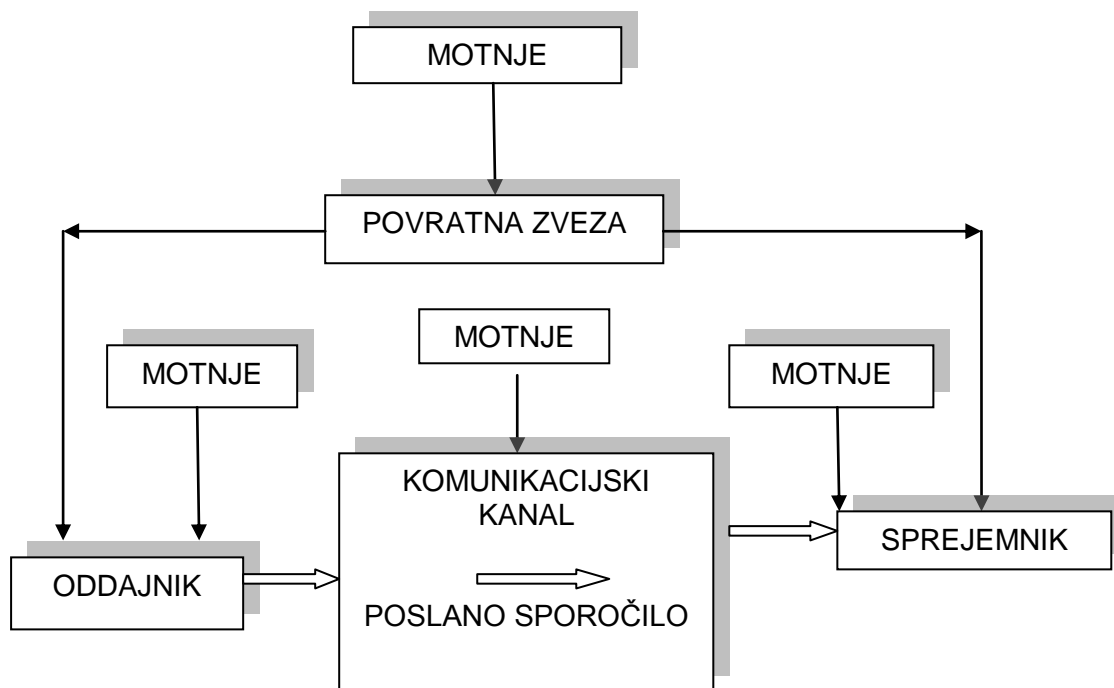 MOTNJE
POVRATNA ZVEZA
MOTNJE
MOTNJE
MOTNJE
KOMUNIKACIJSKI
KANAL
SPREJEMNIK
ODDAJNIK
POSLANO SPOROČILO